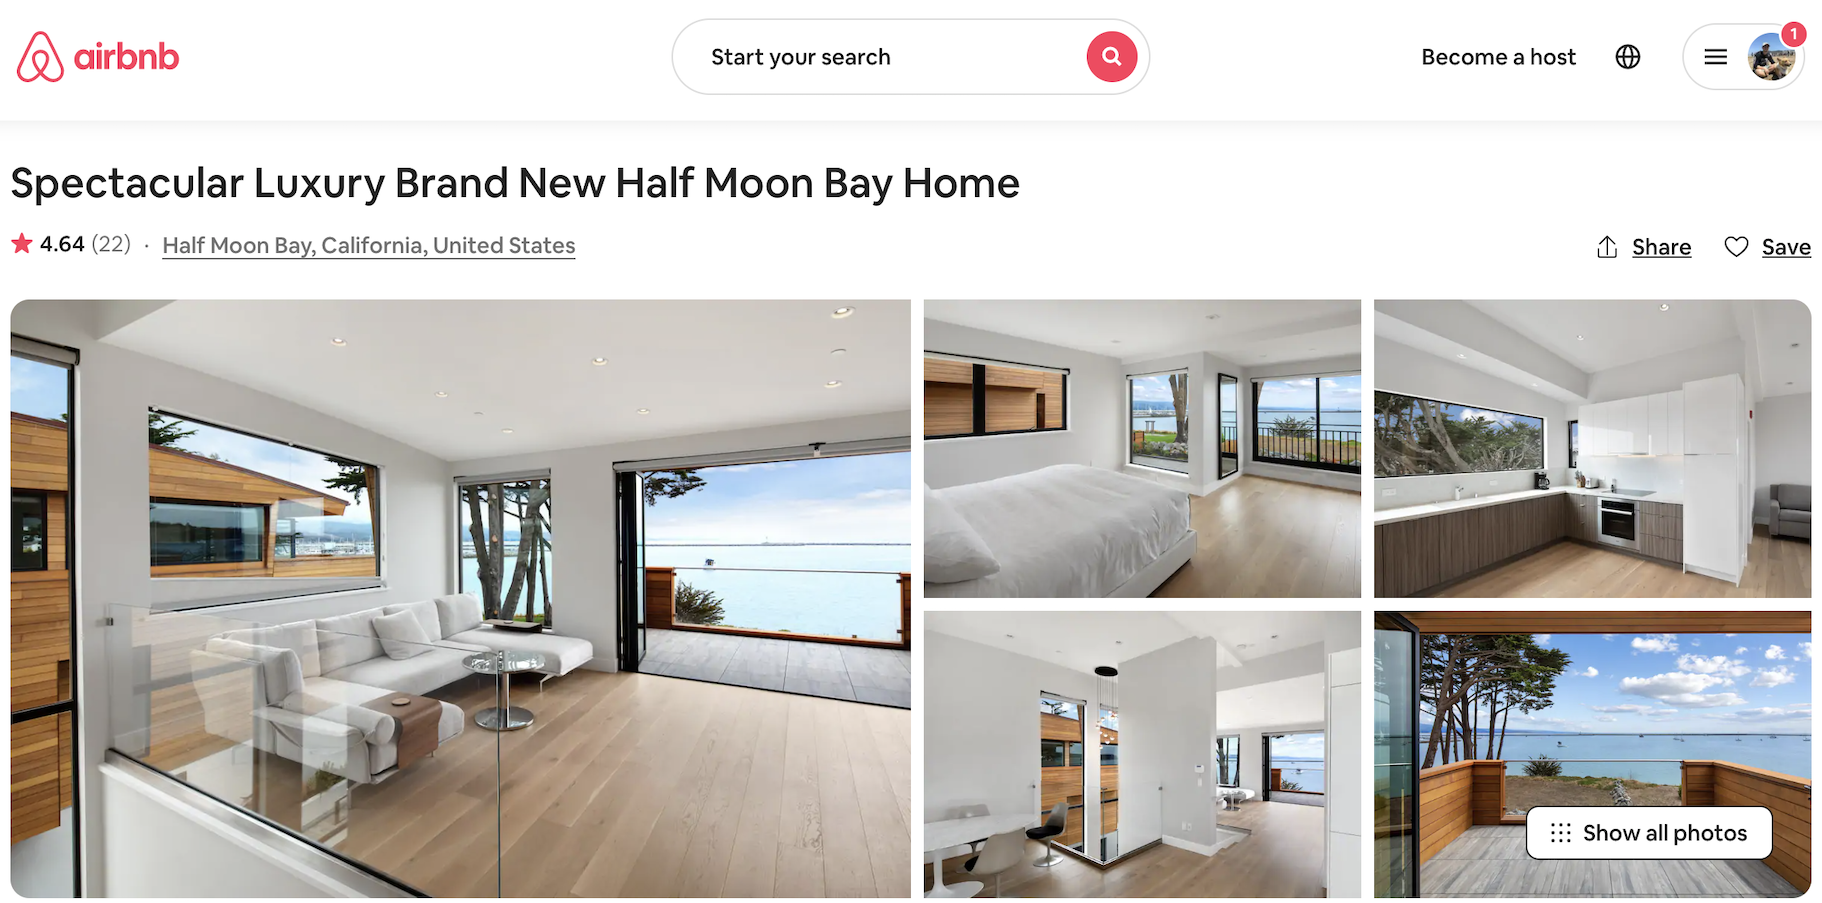 airbnb
Start your search
Become a host
1
Spectacular Luxury Brand New Half Moon Bay Home
4.64 (22) · Half Moon Bay, California, United States
Share
Save
Show all photos